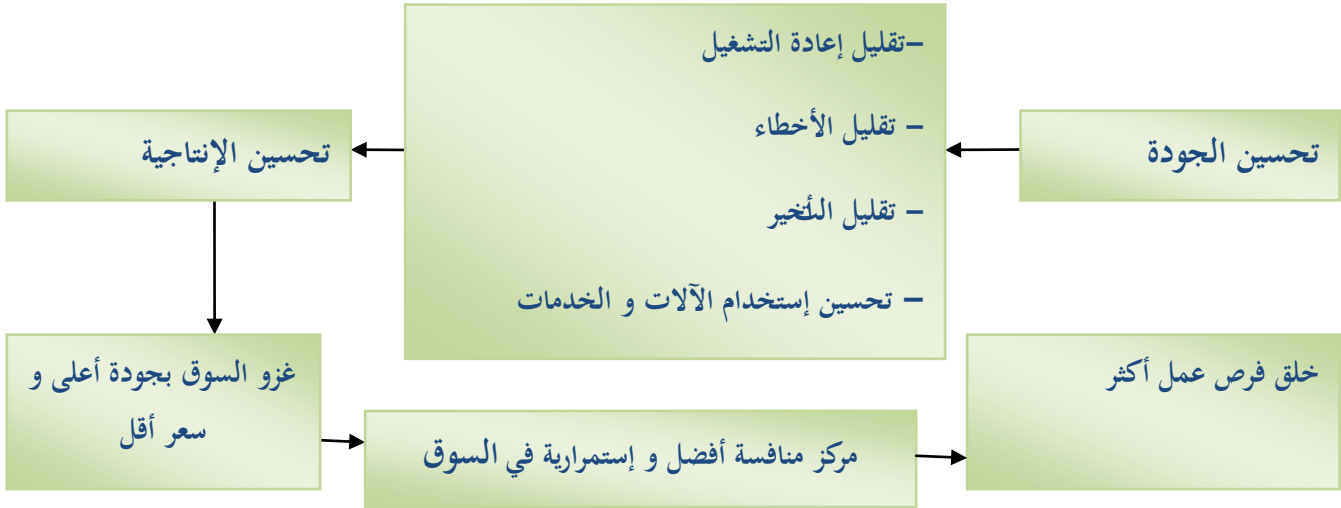 تحسين الجودة
–تقليل إعادة التشغيل
– تقليل الأخطاء
– تقليل التأخير
– تحسين إستخدام الآلات و الخدمات
تحسين الإنتاجية
غزو السوق بجودة أعلى و
سعر أقل
مركز منافسة أفضل و إستمرارية في السوق
خلق فرص عمل أكثر